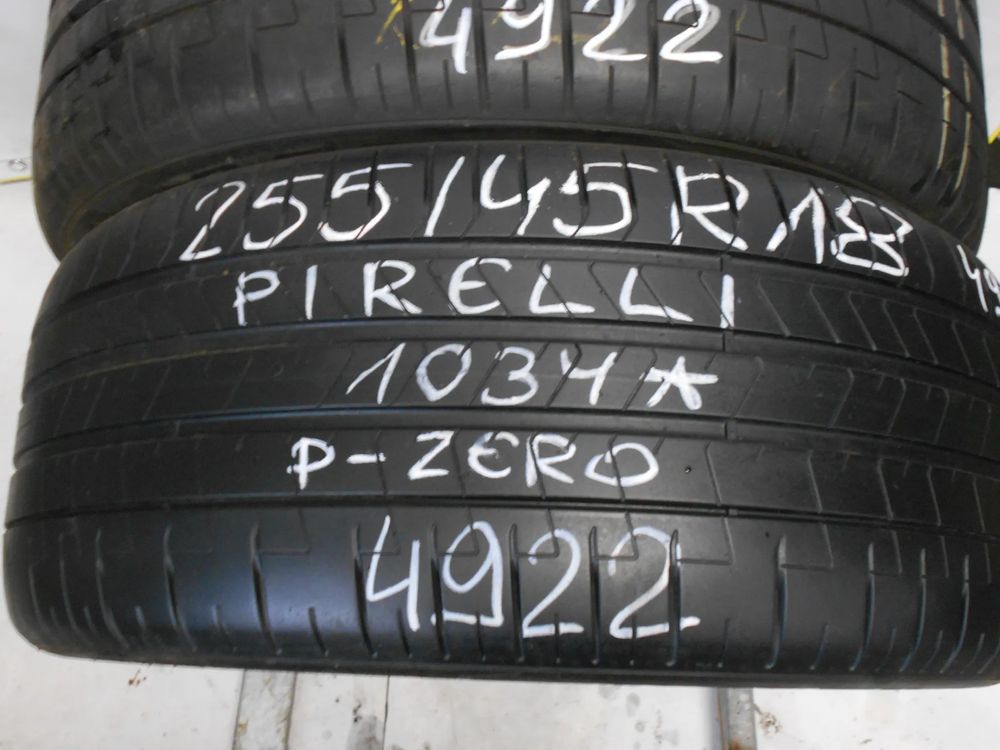 4922
255/45R18
PIRELLI
1034A
P-ZERO
4922